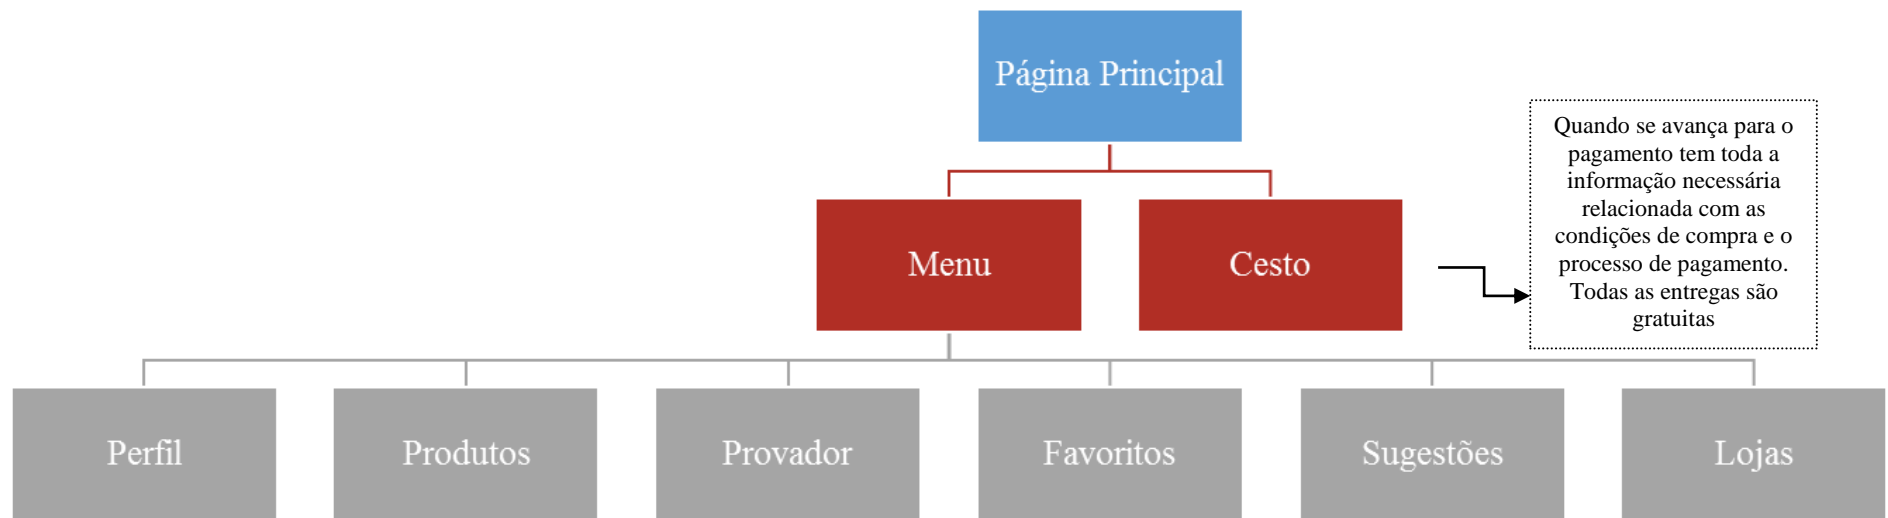 Página Principal
Quando se avança para o
pagamento tem toda a
informação necessária
relacionada com as
condições de compra e o
processo de pagamento.
Todas as entregas são
gratuitas
Menu
Cesto
Perfil
Produtos
Provador
Favoritos
Sugestões
Lojas